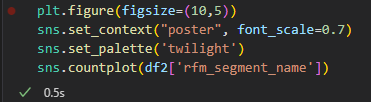 plt.figure(figsize=(10,5))
sns.set_context("poster", font_scale=0.7)
sns.set_palette('twilight')
sns.countplot(df2['rfm_segment_name'])
0.5s